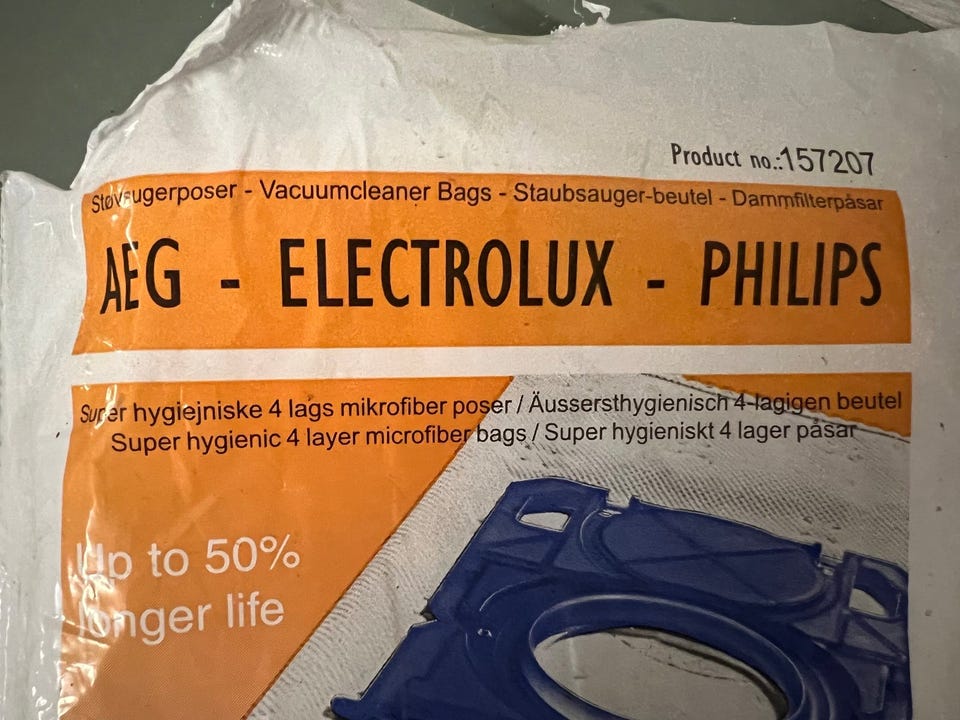 Product no.:157207
Støvsugerposer - Vacuumcleaner Bags - Staubsauger-beutel - Dammfilterpåsar
AEG - ELECTROLUX - PHILIPS
Super hygiejniske 4 lags mikrofiber poser / Äussersthygienisch 4-lagigen beutel
Super hygienic 4 layer microfiber bags / Super hygieniskt 4 lager påsar
Up to 50%
longer life